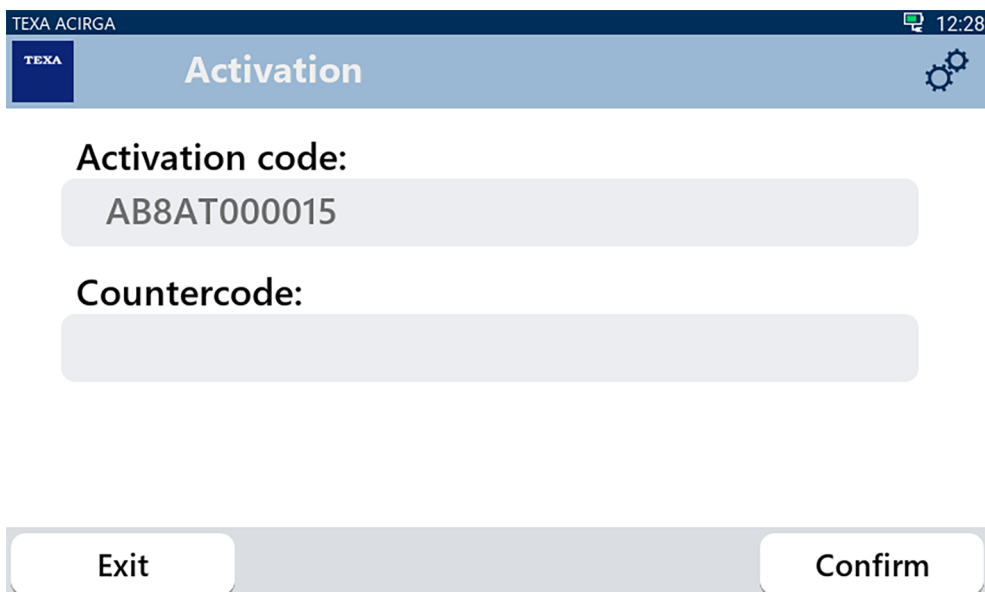 TEXA ACIRGA 12:28
TEXA
Activation
Activation code:
AB8AT000015
Countercode:
Exit
Confirm